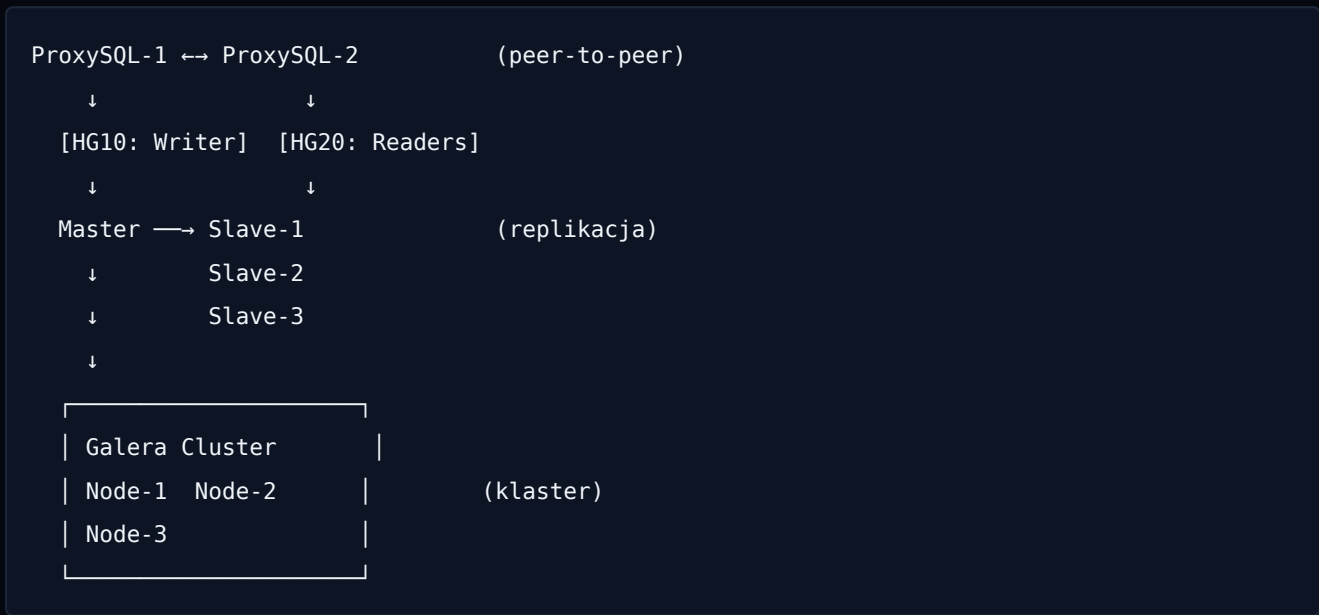 ProxySQL-1 ←→ ProxySQL-2          (peer-to-peer)
    ↓               ↓
  [HG10: Writer]  [HG20: Readers]
    ↓               ↓
  Master ──→ Slave-1              (replikacja)
    ↓        Slave-2
    ↓        Slave-3
    ↓
  ┌─────────────────────┐
  │ Galera Cluster       │
  │ Node-1  Node-2      │        (klaster)
  │ Node-3              │
  └─────────────────────┘